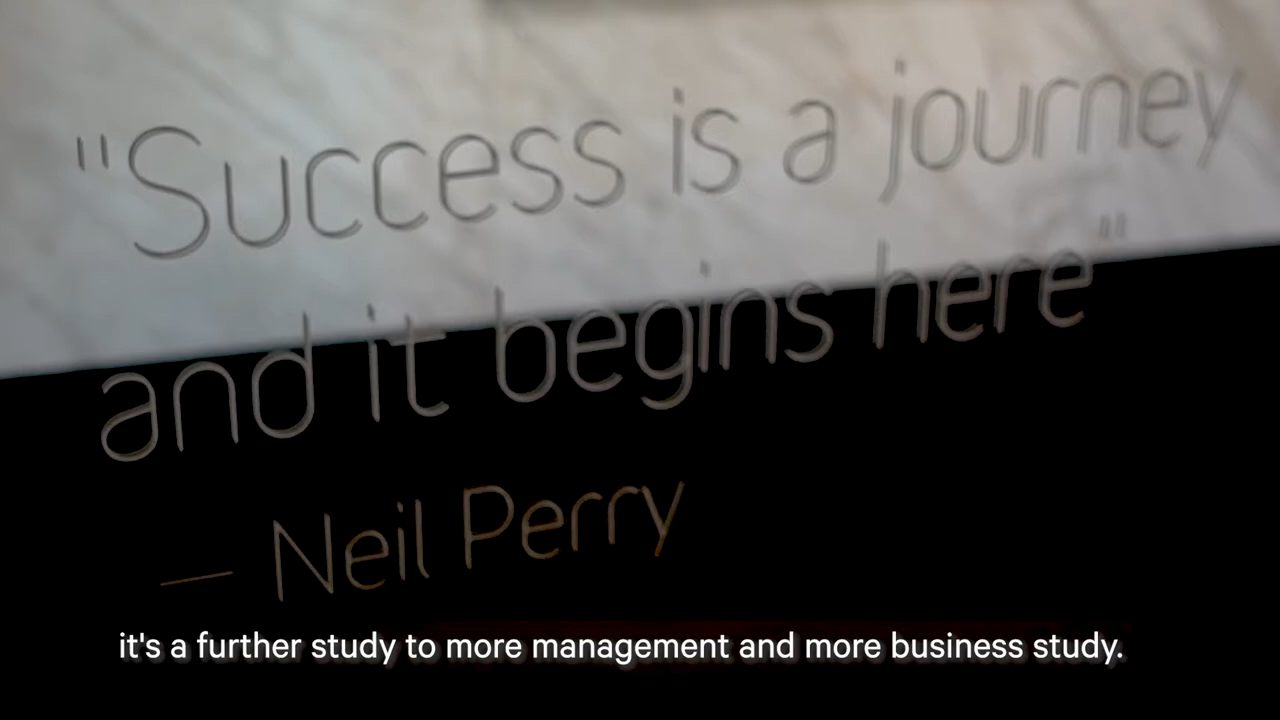 "Success is a journey
and it begins here"
— Neil Perry
it's a further study to more management and more business study.